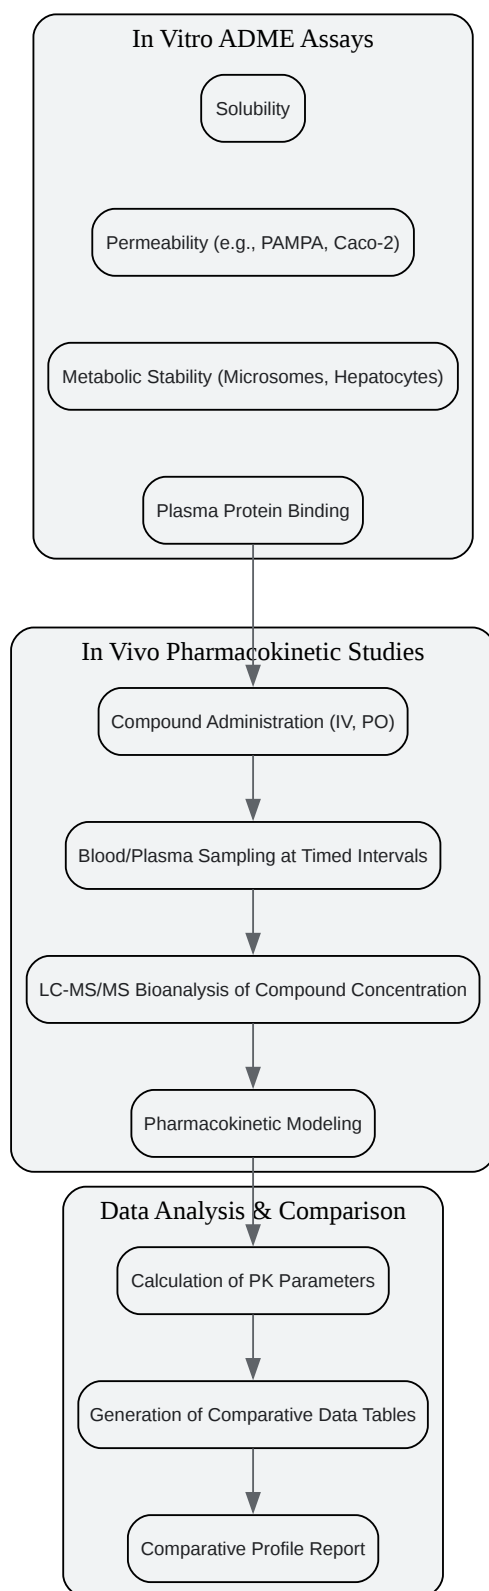 In Vitro ADME Assays
Solubility
Permeability (e.g., PAMPA, Caco-2)
Metabolic Stability (Microsomes, Hepatocytes)
Plasma Protein Binding
In Vivo Pharmacokinetic Studies
Compound Administration (IV, PO)
Blood/Plasma Sampling at Timed Intervals
LC-MS/MS Bioanalysis of Compound Concentration
Pharmacokinetic Modeling
Data Analysis & Comparison
Calculation of PK Parameters
Generation of Comparative Data Tables
Comparative Profile Report